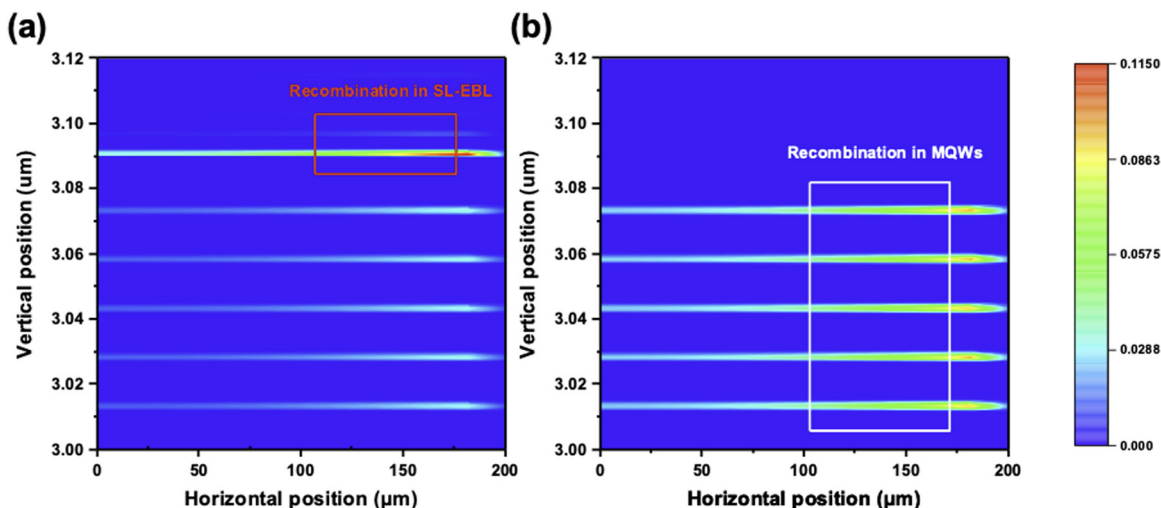 (a)
3.12
3.10
3.08
3.06
3.04
3.02
3.00
Vertical position (um)
Recombination in SL-EBL
0 50 100 150 200
Horizontal position (μm)
(b)
3.12
3.10
3.08
3.06
3.04
3.02
3.00
Vertical position (um)
Recombination in MQWs
0 50 100 150 200
Horizontal position (μm)
0.1150
0.0863
0.0575
0.0288
0.000